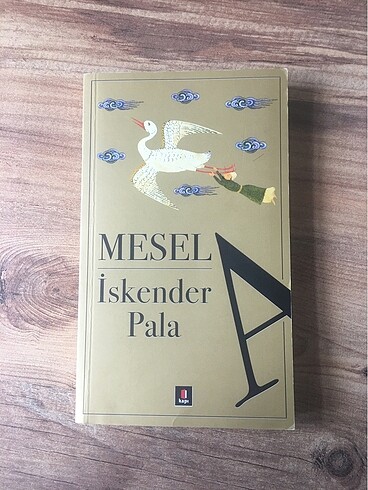 MESEL
A
İskender
Pala
kapı